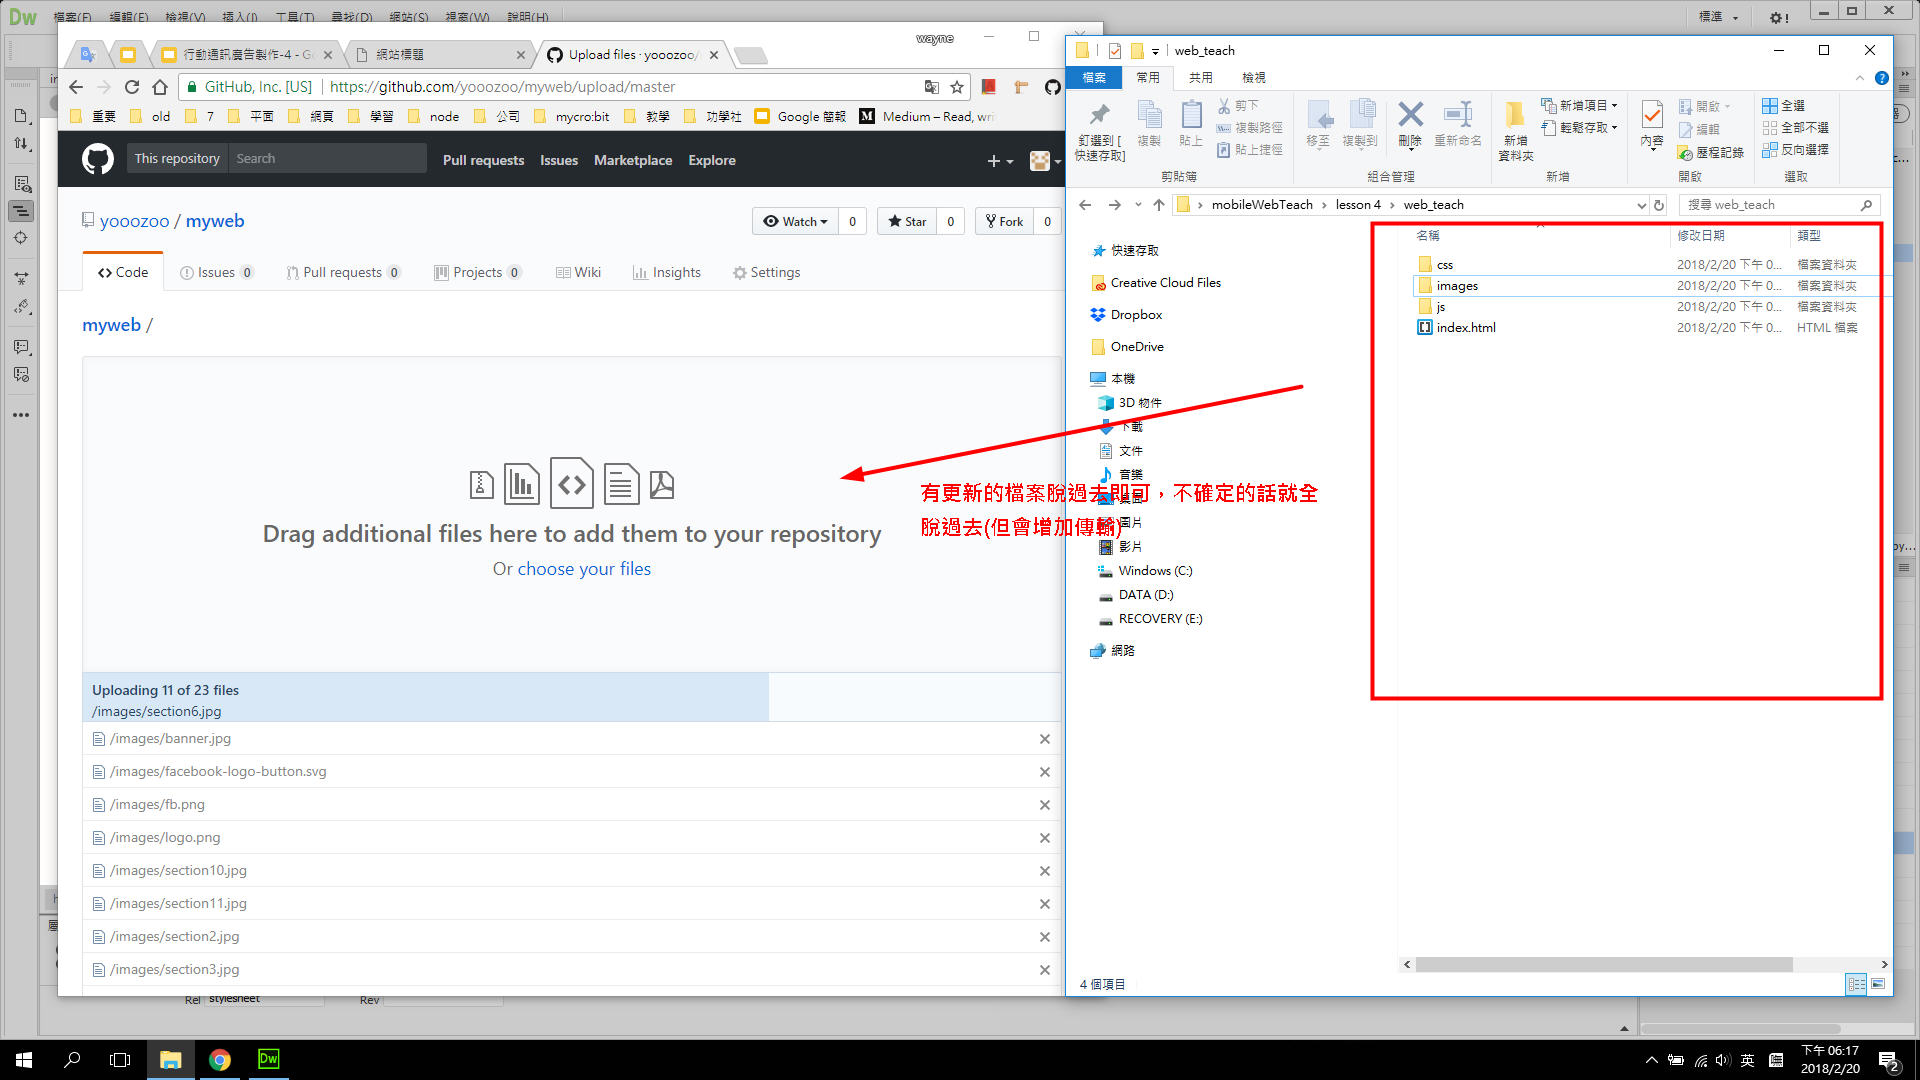 Dw 檔案(F) 編輯(E) 檢視(V) 插入(I) 工具(T) 尋找(D) 網站(S) 視窗(W) 說明(H)
標準
wayne
行動通訊廣告製作-4 - G
網站標題
Upload files · yooozoo/
GitHub, Inc. [US]
https://github.com/yooozoo/myweb/upload/master
重要 old 7 平面 網頁 學習 node 公司 mycro:bit 教學 功學社 Google 簡報 M Medium – Read, wri
This repository Search Pull requests Issues Marketplace Explore
yooozoo / myweb
Watch 0 Star 0 Fork 0
Code Issues 0 Pull requests 0 Projects 0 Wiki Insights Settings
myweb /
Drag additional files here to add them to your repository
Or choose your files
Uploading 11 of 23 files
/images/section6.jpg
/images/banner.jpg
/images/facebook-logo-button.svg
/images/fb.png
/images/logo.png
/images/section10.jpg
/images/section11.jpg
/images/section2.jpg
/images/section3.jpg
Rel stylesheet Rev
web_teach
檔案 常用 共用 檢視
釘選到 [
快速存取]
複製
貼上
剪下
複製路徑
貼上捷徑
剪貼簿
移至
複製到
刪除
重新命名
組合管理
新增
資料夾
新增項目
輕鬆存取
新增
內容
開啟
編輯
歷程記錄
開啟
全選
全部不選
反向選擇
選取
mobileWebTeach › lesson 4 › web_teach
搜尋 web_teach
快速存取
Creative Cloud Files
Dropbox
OneDrive
本機
3D 物件
下載
文件
音樂
桌面
圖片
影片
Windows (C:)
DATA (D:)
RECOVERY (E:)
網路
名稱 修改日期 類型
css 2018/2/20 下午 0... 檔案資料夾
images 2018/2/20 下午 0... 檔案資料夾
js 2018/2/20 下午 0... 檔案資料夾
index.html 2018/2/20 下午 0... HTML 檔案
有更新的檔案脫過去即可，不確定的話就全
脫過去(但會增加傳輸)
4 個項目
Dw
英
下午 06:17
2018/2/20
2